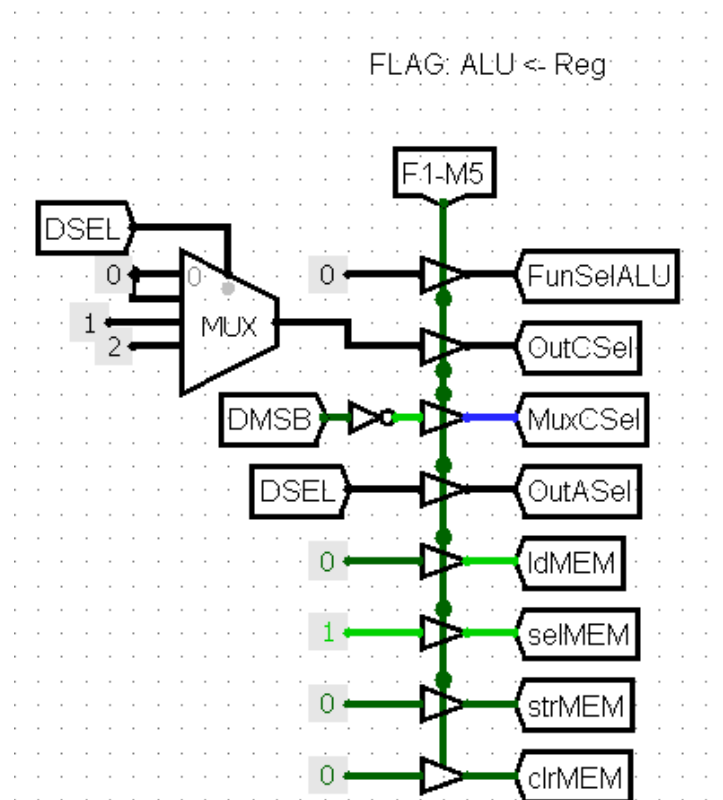 FLAG: ALU <- Reg
F1-M5
DSEL
0 0 0 FunSelALU
1 MUX
2 OutCSel
DMSB MuxCSel
DSEL OutASel
0 ldMEM
1 selMEM
0 strMEM
0 clrMEM